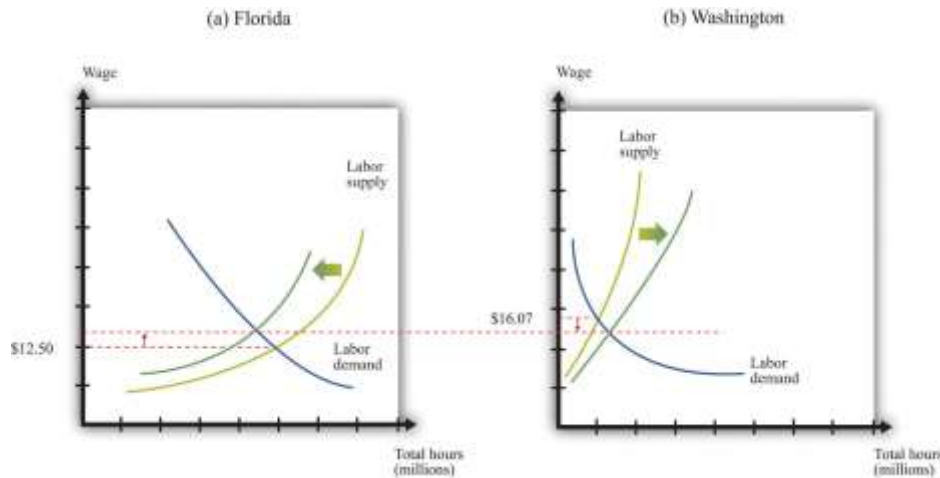 (a) Florida
Wage
Labor
supply
$12.50
Labor
demand
Total hours
(millions)
(b) Washington
Wage
Labor
supply
$16.07
Labor
demand
Total hours
(millions)